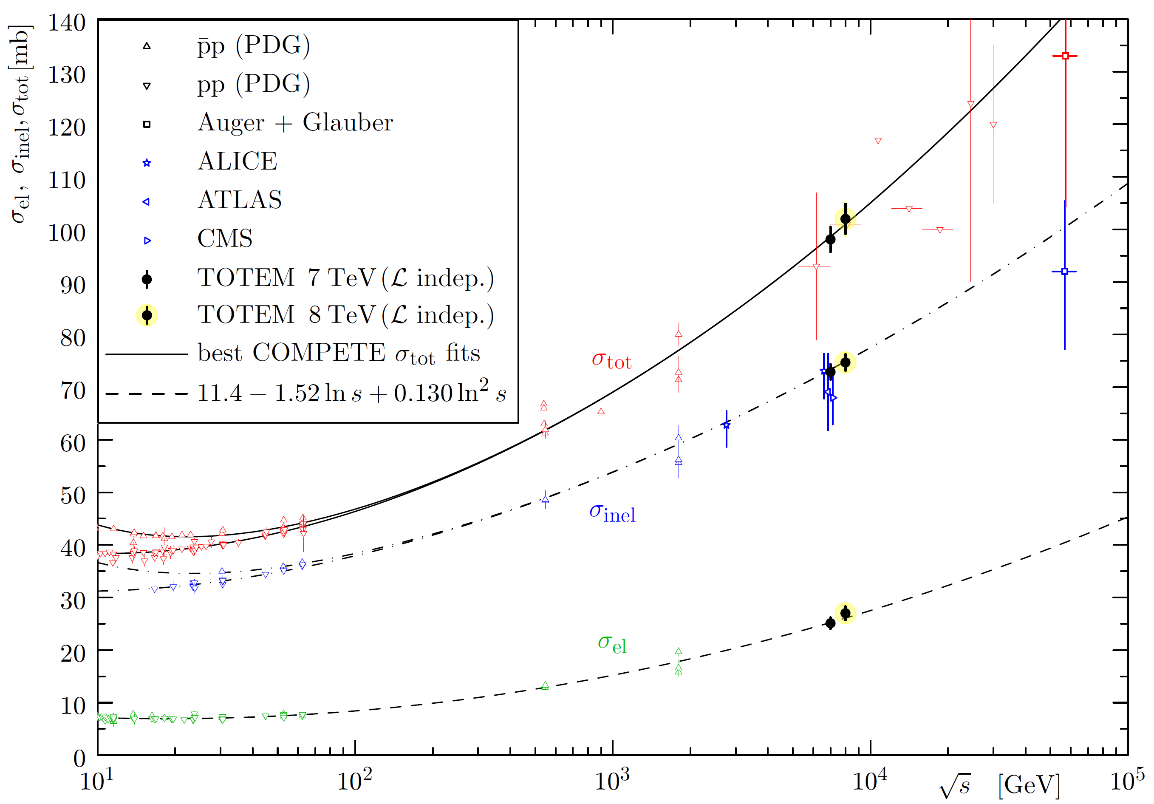 σel, σinel, σtot [mb]
140
130
120
110
100
90
80
70
60
50
40
30
20
10
0
p̄p (PDG)
pp (PDG)
Auger + Glauber
ALICE
ATLAS
CMS
TOTEM 7 TeV (ℒ indep.)
TOTEM 8 TeV (ℒ indep.)
best COMPETE σtot fits
11.4 − 1.52 ln s + 0.130 ln² s
σtot
σinel
σel
10¹
10²
10³
10⁴
10⁵
√s [GeV]